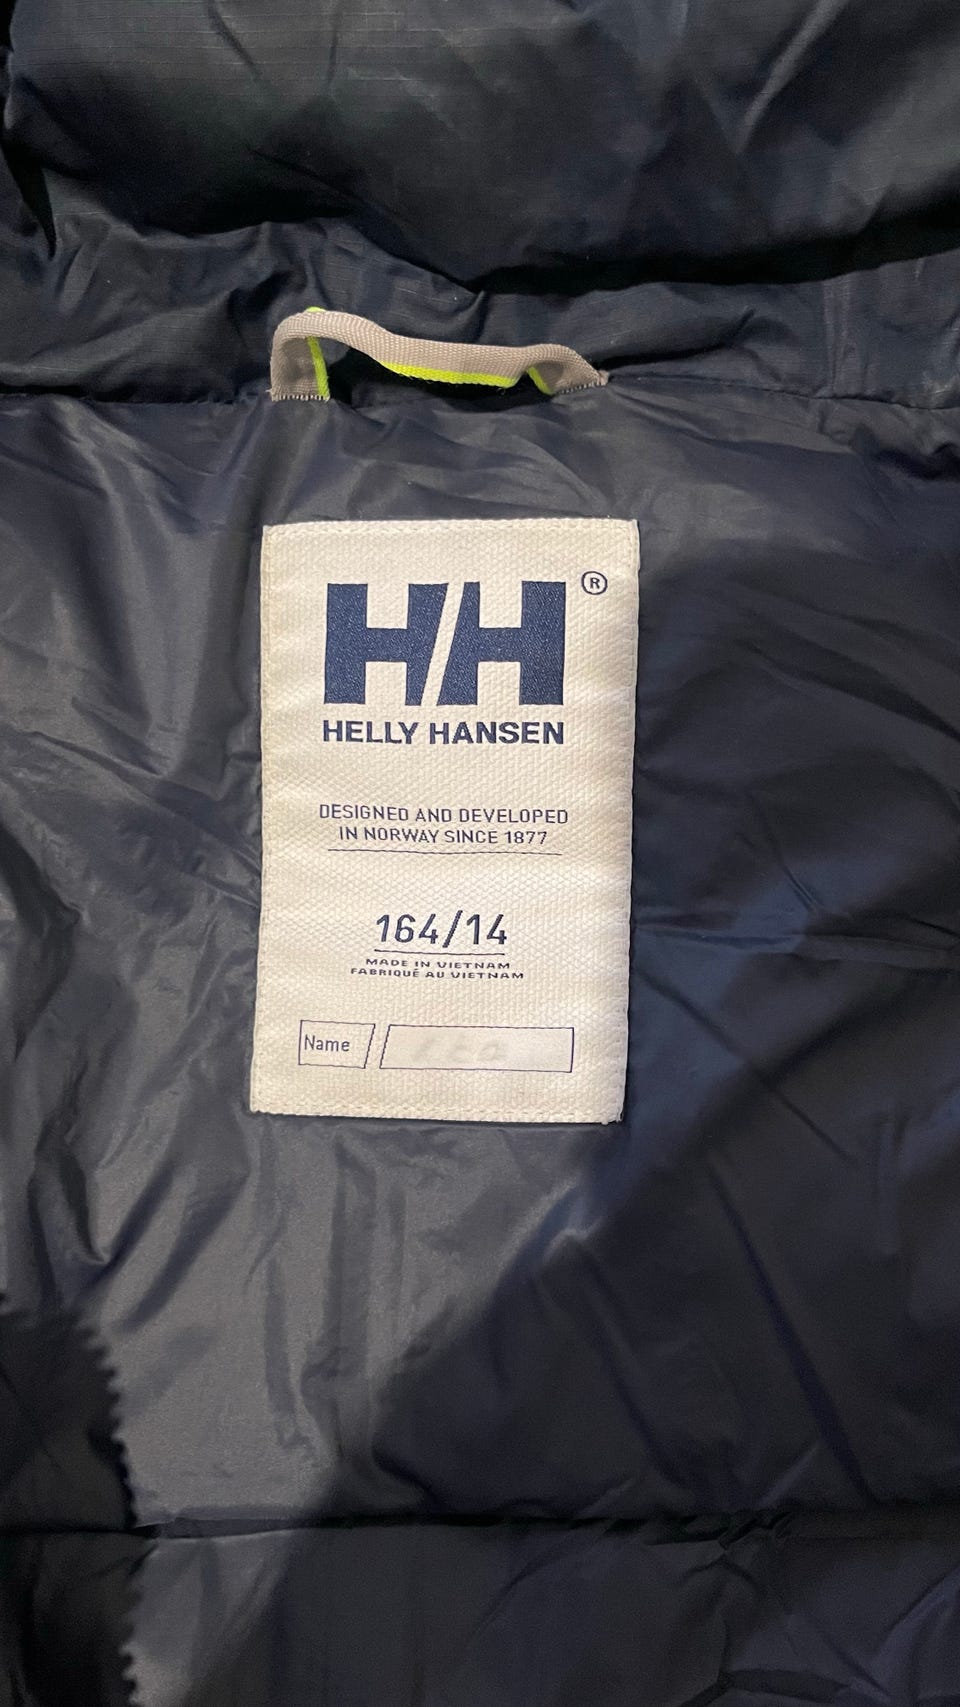 HH®
HELLY HANSEN
DESIGNED AND DEVELOPED
IN NORWAY SINCE 1877
164/14
MADE IN VIETNAM
FABRIQUÉ AU VIETNAM
Name